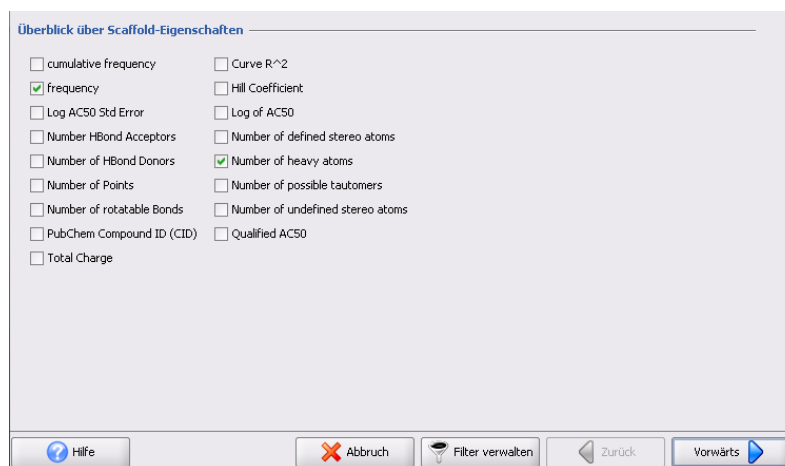 Überblick über Scaffold-Eigenschaften
cumulative frequency Curve R^2
frequency Hill Coefficient
Log AC50 Std Error Log of AC50
Number HBond Acceptors Number of defined stereo atoms
Number of HBond Donors Number of heavy atoms
Number of Points Number of possible tautomers
Number of rotatable Bonds Number of undefined stereo atoms
PubChem Compound ID (CID) Qualified AC50
Total Charge
Hilfe Abbruch Filter verwalten Zurück Vorwärts